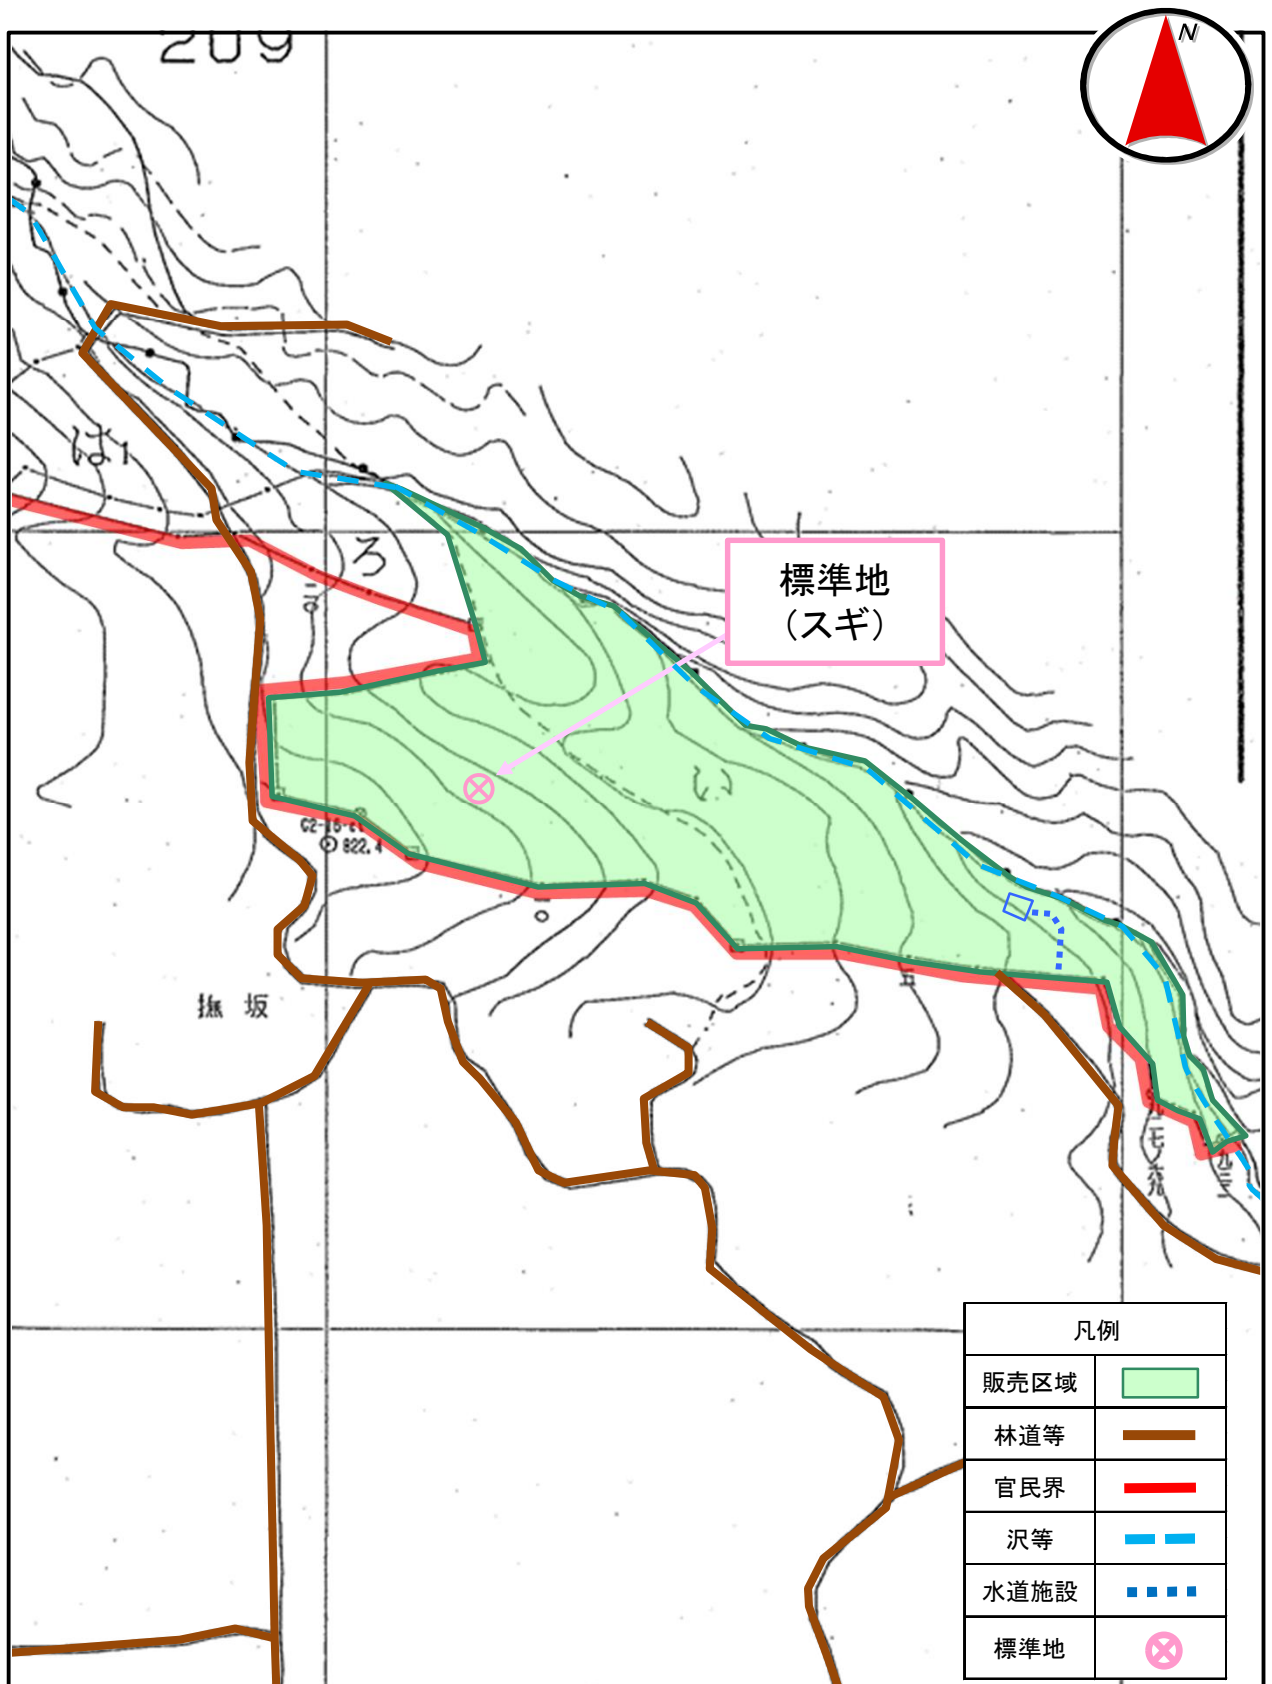 209
N
は1
ろ
標準地
（スギ）
い
822.4
撫坂
五
凡例
販売区域
林道等
官民界
沢等
水道施設
標準地